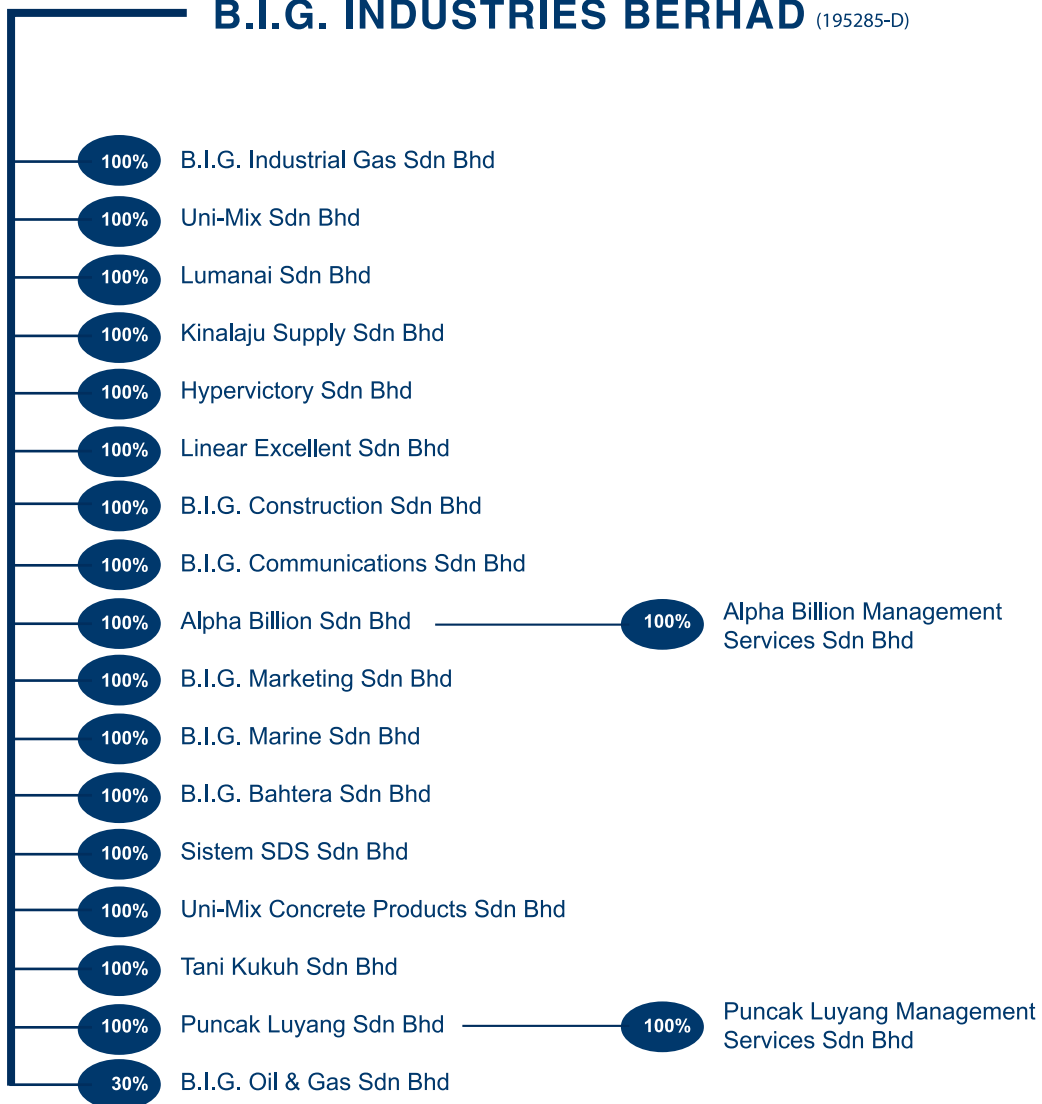 B.I.G. INDUSTRIES BERHAD (195285-D)
100% B.I.G. Industrial Gas Sdn Bhd
100% Uni-Mix Sdn Bhd
100% Lumanai Sdn Bhd
100% Kinalaju Supply Sdn Bhd
100% Hypervictory Sdn Bhd
100% Linear Excellent Sdn Bhd
100% B.I.G. Construction Sdn Bhd
100% B.I.G. Communications Sdn Bhd
100% Alpha Billion Sdn Bhd 100% Alpha Billion Management
Services Sdn Bhd
100% B.I.G. Marketing Sdn Bhd
100% B.I.G. Marine Sdn Bhd
100% B.I.G. Bahtera Sdn Bhd
100% Sistem SDS Sdn Bhd
100% Uni-Mix Concrete Products Sdn Bhd
100% Tani Kukuh Sdn Bhd
100% Puncak Luyang Sdn Bhd 100% Puncak Luyang Management
Services Sdn Bhd
30% B.I.G. Oil & Gas Sdn Bhd